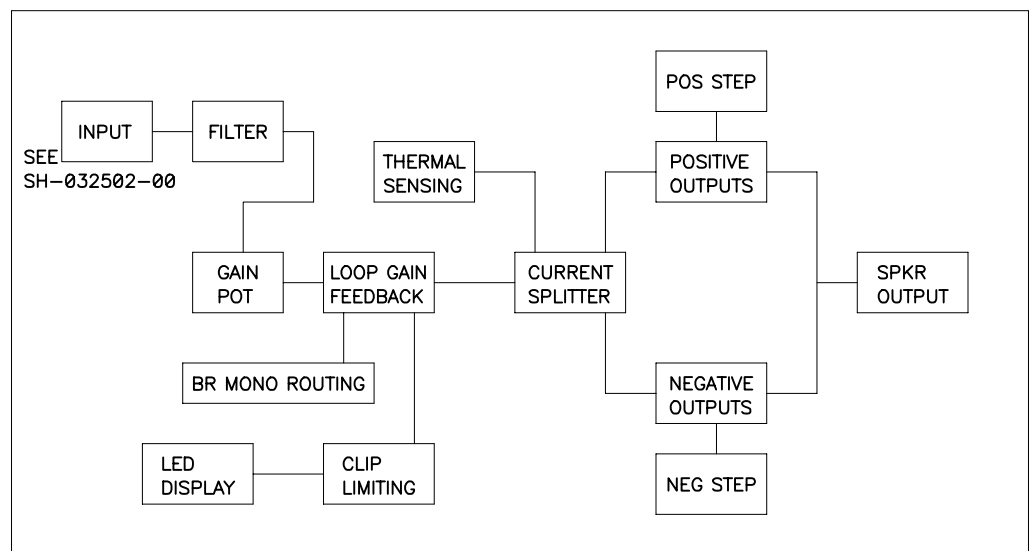 POS STEP
INPUT
FILTER
SEE
SH-032502-00
THERMAL
SENSING
POSITIVE
OUTPUTS
GAIN
POT
LOOP GAIN
FEEDBACK
CURRENT
SPLITTER
SPKR
OUTPUT
BR MONO ROUTING
NEGATIVE
OUTPUTS
LED
DISPLAY
CLIP
LIMITING
NEG STEP